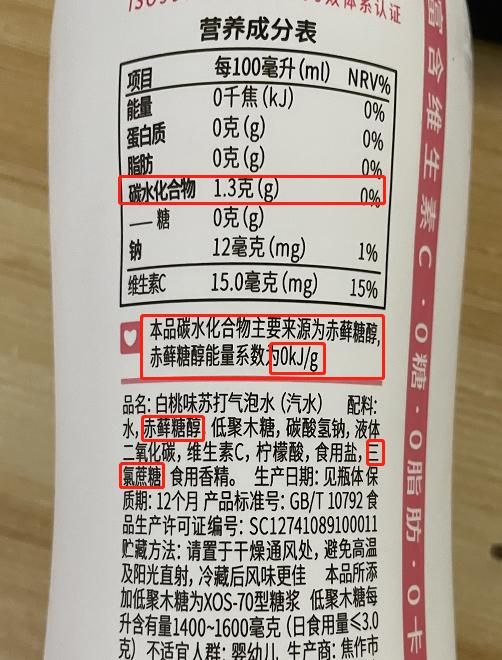 双体系认证
营养成分表
项目 每100毫升(ml) NRV%
能量 0千焦(kJ) 0%
蛋白质 0克(g) 0%
脂肪 0克(g) 0%
碳水化合物 1.3克(g) 0%
—糖 0克(g)
钠 12毫克(mg) 1%
维生素C 15.0毫克(mg) 15%
本品碳水化合物主要来源为赤藓糖醇,
赤藓糖醇能量系数为0kJ/g
品名: 白桃味苏打气泡水 (汽水) 配料:
水, 赤藓糖醇 低聚木糖, 碳酸氢钠, 液体
二氧化碳, 维生素C, 柠檬酸, 食用盐, 三
氯蔗糖 食用香精。 生产日期: 见瓶体保
质期: 12个月 产品标准号: GB/T 10792 食
品生产许可证编号: SC12741089100011
贮藏方法: 请置于干燥通风处, 避免高温
及阳光直射, 冷藏后风味更佳 本品所添
加低聚木糖为XOS-70型糖浆 低聚木糖每
升含有量1400~1600毫克 (日食用量≤3.0
克) 不适宜人群: 婴幼儿 生产商: 焦作市
富含维生素C·0糖·0脂肪·0卡